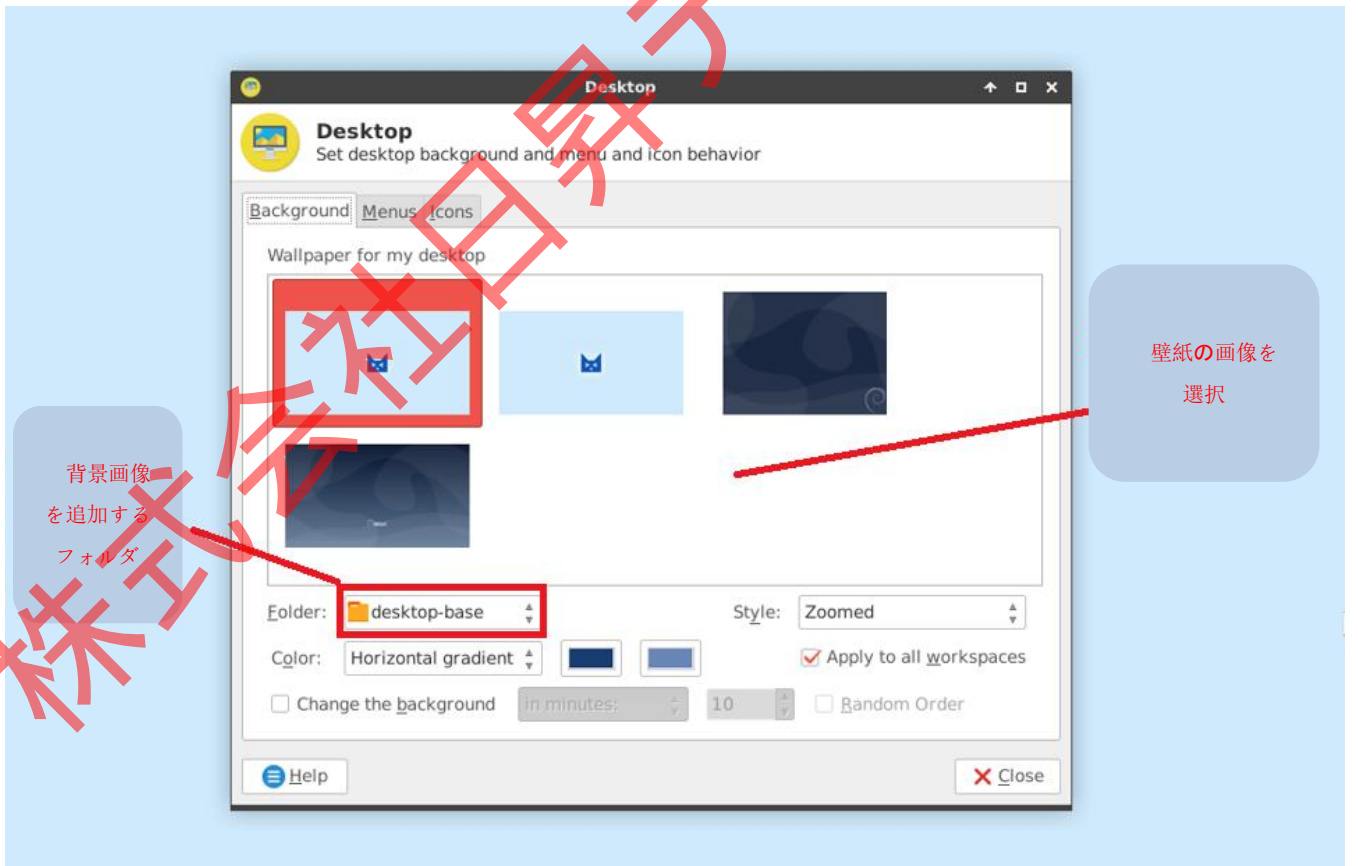 Desktop
Desktop
Set desktop background and menu and icon behavior
Background Menus Icons
Wallpaper for my desktop
壁紙の画像を
選択
背景画像
を追加する
フォルダ
Folder: desktop-base Style: Zoomed
Color: Horizontal gradient Apply to all workspaces
Change the background in minutes: 10 Random Order
Help Close
株式会社日昇テ